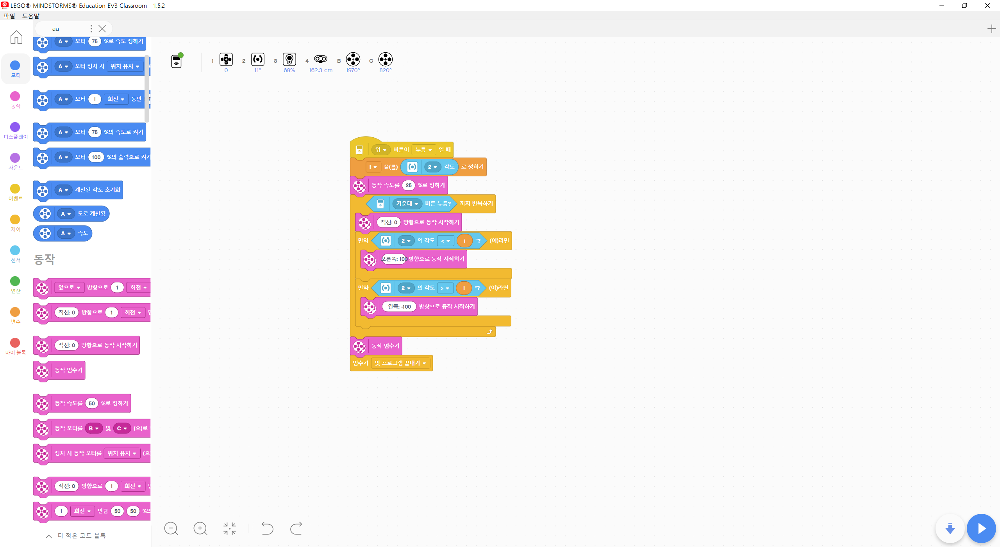 LEGO® MINDSTORMS® Education EV3 Classroom - 1.5.2
파일 도움말
aa
모터
동작
디스플레이
사운드
이벤트
제어
센서
연산
변수
마이 블록
A 모터 75 %로 속도 정하기
A 모터 정지 시 위치 유지
A 모터 1 회전 동안
A 모터 75 %의 속도로 켜기
A 모터 100 %의 출력으로 켜기
A 계산된 각도 초기화
A 도로 계산됨
A 속도
동작
앞으로 방향으로 1 회전
직선: 0 방향으로 1 회전
직선: 0 방향으로 동작 시작하기
동작 멈추기
동작 속도를 50 %로 정하기
동작 모터를 B 및 C (으)로
정지 시 동작 모터를 위치 유지 (으)
직선: 0 방향으로 1 회전
1 회전 만큼 50 50 %의
더 적은 코드 블록
1 2 3 4 B C
0 11° 69% 162.3 cm 1970° 820°
위 버튼이 누름 일 때
i 을(를) 2 각도 로 정하기
동작 속도를 25 %로 정하기
가운데 버튼 누름? 까지 반복하기
직선: 0 방향으로 동작 시작하기
만약 2 의 각도 < i °? (이)라면
오른쪽: 100 방향으로 동작 시작하기
만약 2 의 각도 > i °? (이)라면
왼쪽: -100 방향으로 동작 시작하기
동작 멈추기
멈추기 및 프로그램 끝내기